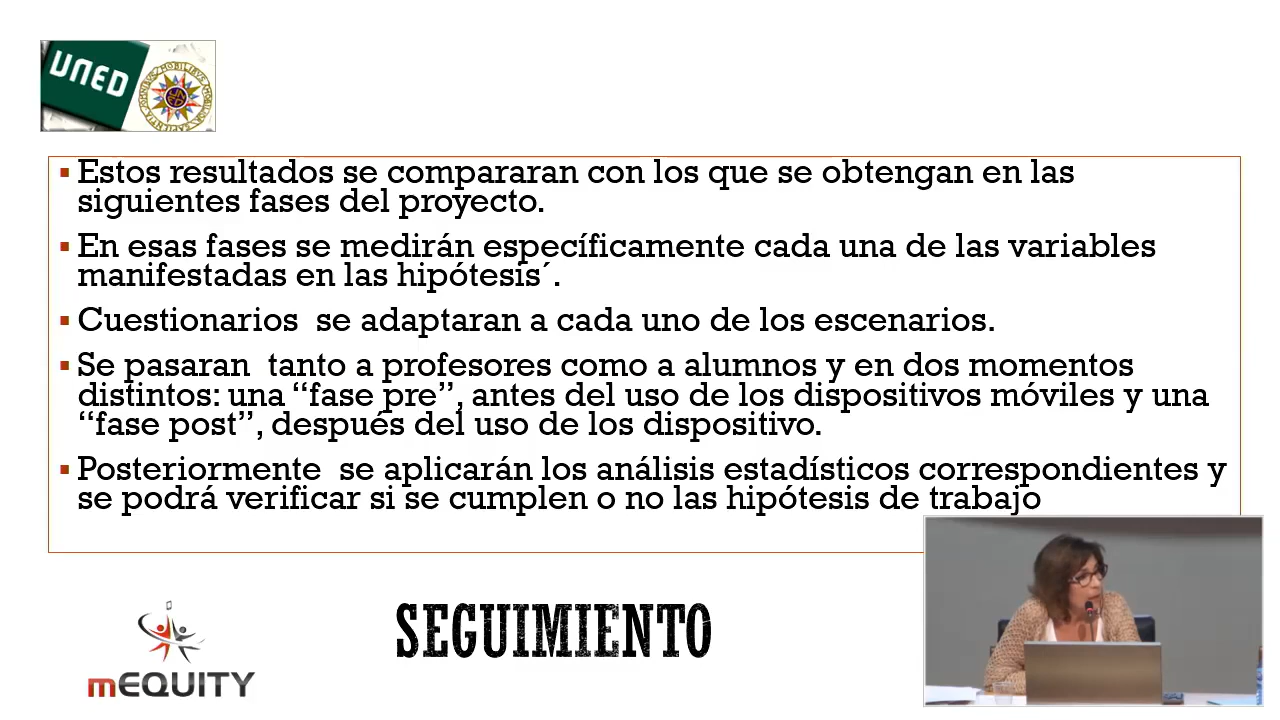 UNED
Estos resultados se compararan con los que se obtengan en las
siguientes fases del proyecto.
En esas fases se medirán específicamente cada una de las variables
manifestadas en las hipótesis´.
Cuestionarios  se adaptaran a cada uno de los escenarios.
Se pasaran  tanto a profesores como a alumnos y en dos momentos
distintos: una “fase pre”, antes del uso de los dispositivos móviles y una
“fase post”, después del uso de los dispositivo.
Posteriormente  se aplicarán los análisis estadísticos correspondientes y
se podrá verificar si se cumplen o no las hipótesis de trabajo
SEGUIMIENTO
mEQUITY